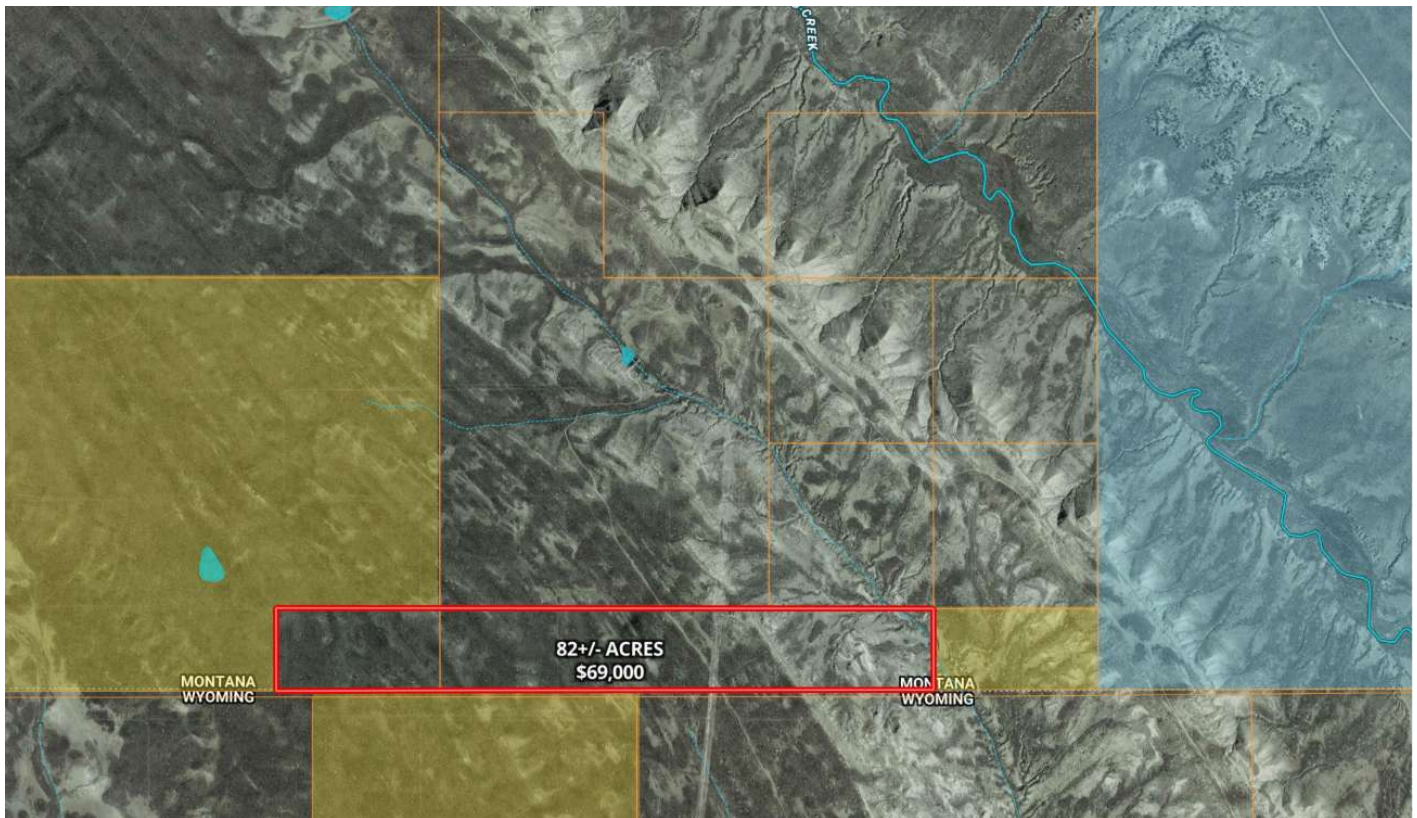 CREEK
82+/- ACRES
$69,000
MONTANA
WYOMING
MONTANA
WYOMING